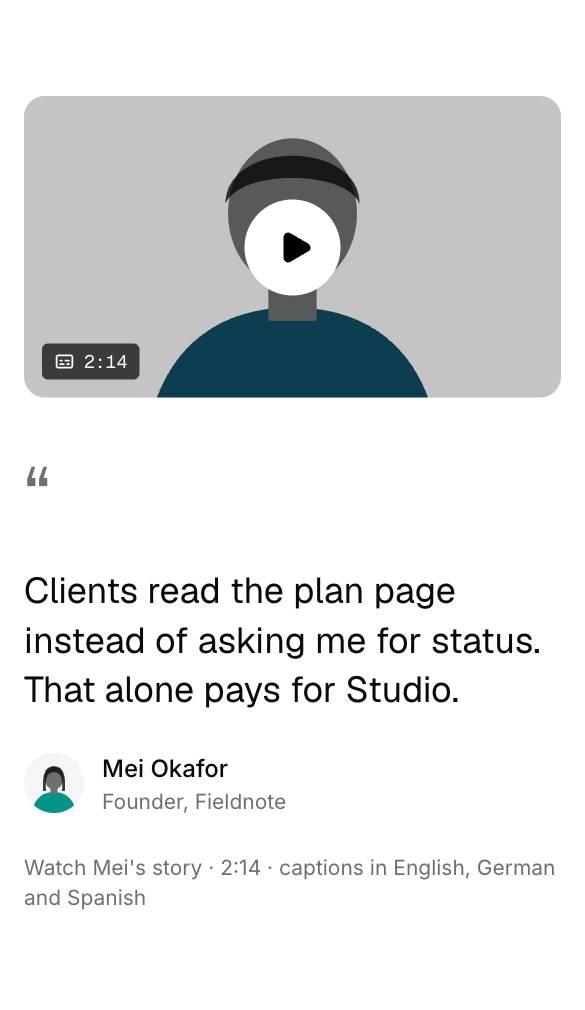 2:14
“
Clients read the plan page
instead of asking me for status.
That alone pays for Studio.
Mei Okafor
Founder, Fieldnote
Watch Mei's story · 2:14 · captions in English, German
and Spanish